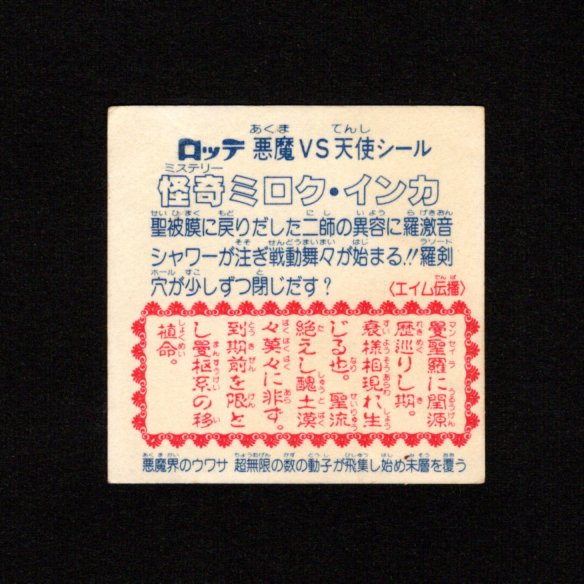 ロッテ 悪魔VS天使シール
怪奇ミロク・インカ
聖被膜に戻りだした二師の異容に羅激音
シャワーが注ぎ戦動舞々が始まる!!羅剣
穴が少しずつ閉じだす?
〈エイム伝播〉
曼聖羅に閏源
歴巡りし期。
衰様相現れ生
じる也。聖流
絶えし醜土漠
々莫々に非ず。
到期前を限と
し曼枢系の移
植命。
悪魔界のウワサ 超無限の数の動子が飛集し始め末層を覆う